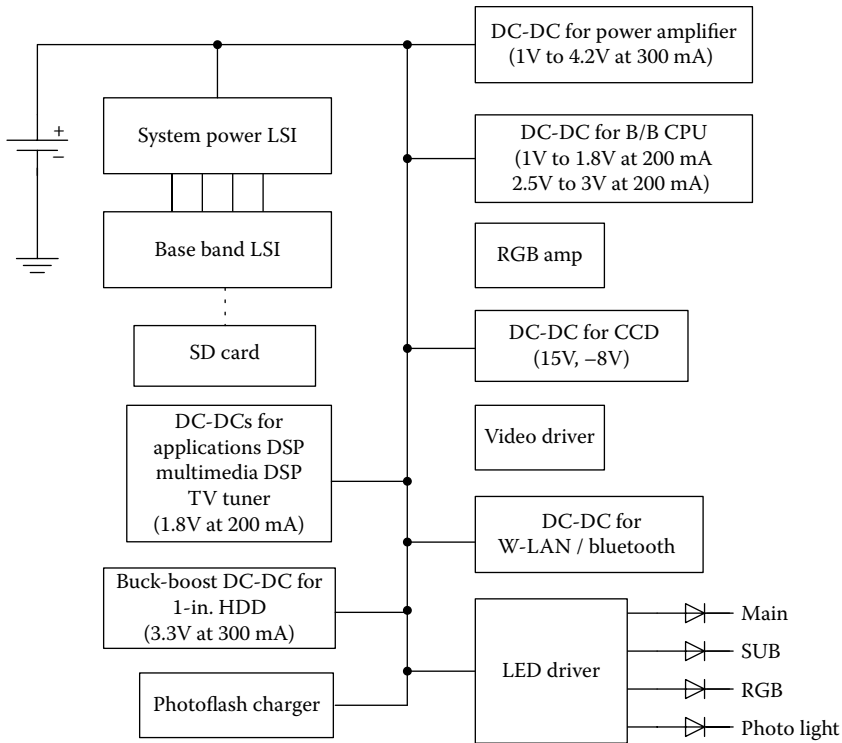 DC-DC for power amplifier
(1V to 4.2V at 300 mA)
+
–
System power LSI
DC-DC for B/B CPU
(1V to 1.8V at 200 mA
2.5V to 3V at 200 mA)
Base band LSI
RGB amp
SD card
DC-DC for CCD
(15V, –8V)
DC-DCs for
applications DSP
multimedia DSP
TV tuner
(1.8V at 200 mA)
Video driver
DC-DC for
W-LAN / bluetooth
Buck-boost DC-DC for
1-in. HDD
(3.3V at 300 mA)
Photoflash charger
LED driver
Main
SUB
RGB
Photo light